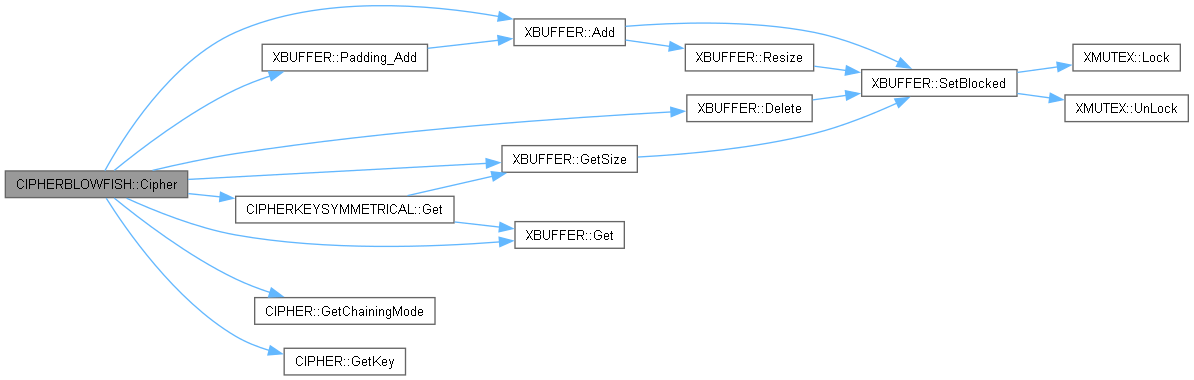 CIPHERBLOWFISH::Cipher
XBUFFER::Padding_Add
XBUFFER::Add
XBUFFER::Resize
XBUFFER::SetBlocked
XMUTEX::Lock
XMUTEX::UnLock
XBUFFER::Delete
XBUFFER::GetSize
CIPHERKEYSYMMETRICAL::Get
XBUFFER::Get
CIPHER::GetChainingMode
CIPHER::GetKey